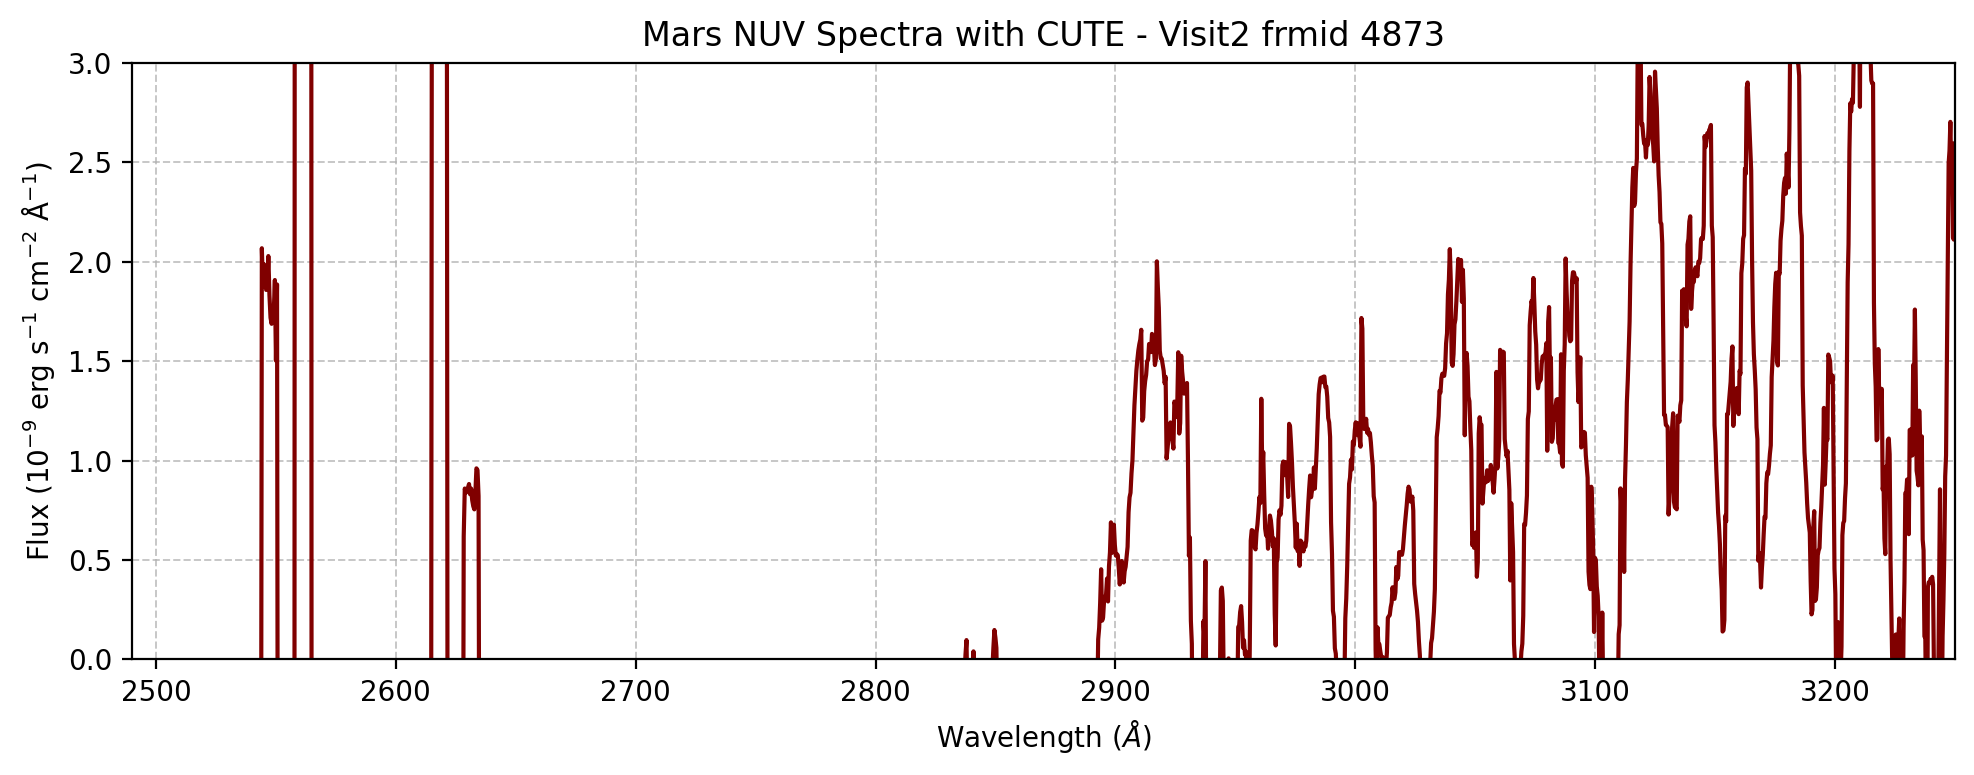 Mars NUV Spectra with CUTE - Visit2 frmid 4873
Flux (10⁻⁹ erg s⁻¹ cm⁻² Å⁻¹)
3.0
2.5
2.0
1.5
1.0
0.5
0.0
2500 2600 2700 2800 2900 3000 3100 3200
Wavelength (Å)